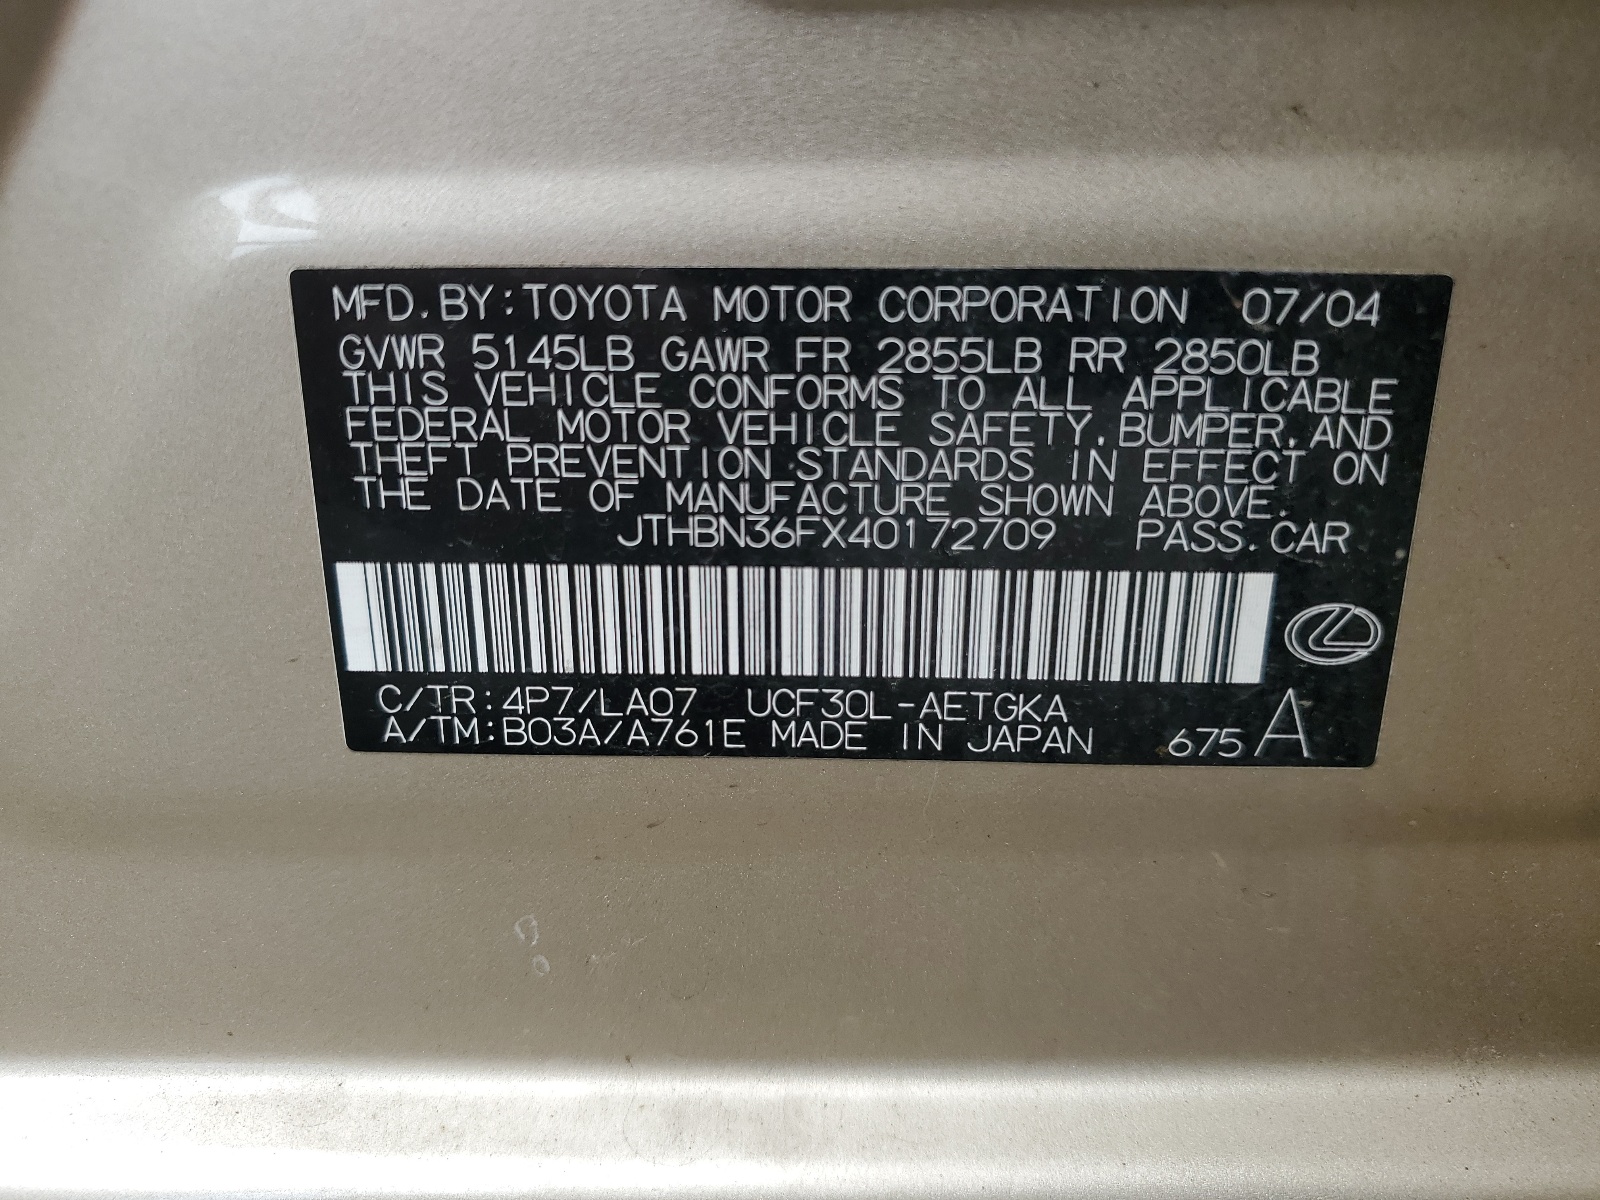 MFD. BY: TOYOTA MOTOR CORPORATION 07/04
GVWR 5145LB GAWR FR 2855LB RR 2850LB
THIS VEHICLE CONFORMS TO ALL APPLICABLE
FEDERAL MOTOR VEHICLE SAFETY, BUMPER, AND
THEFT PREVENTION STANDARDS IN EFFECT ON
THE DATE OF MANUFACTURE SHOWN ABOVE.
JTHBN36FX40172709 PASS. CAR
C/TR: 4P7/LA07 UCF30L-AETGKA
A/TM: B03A/A761E MADE IN JAPAN 675 A